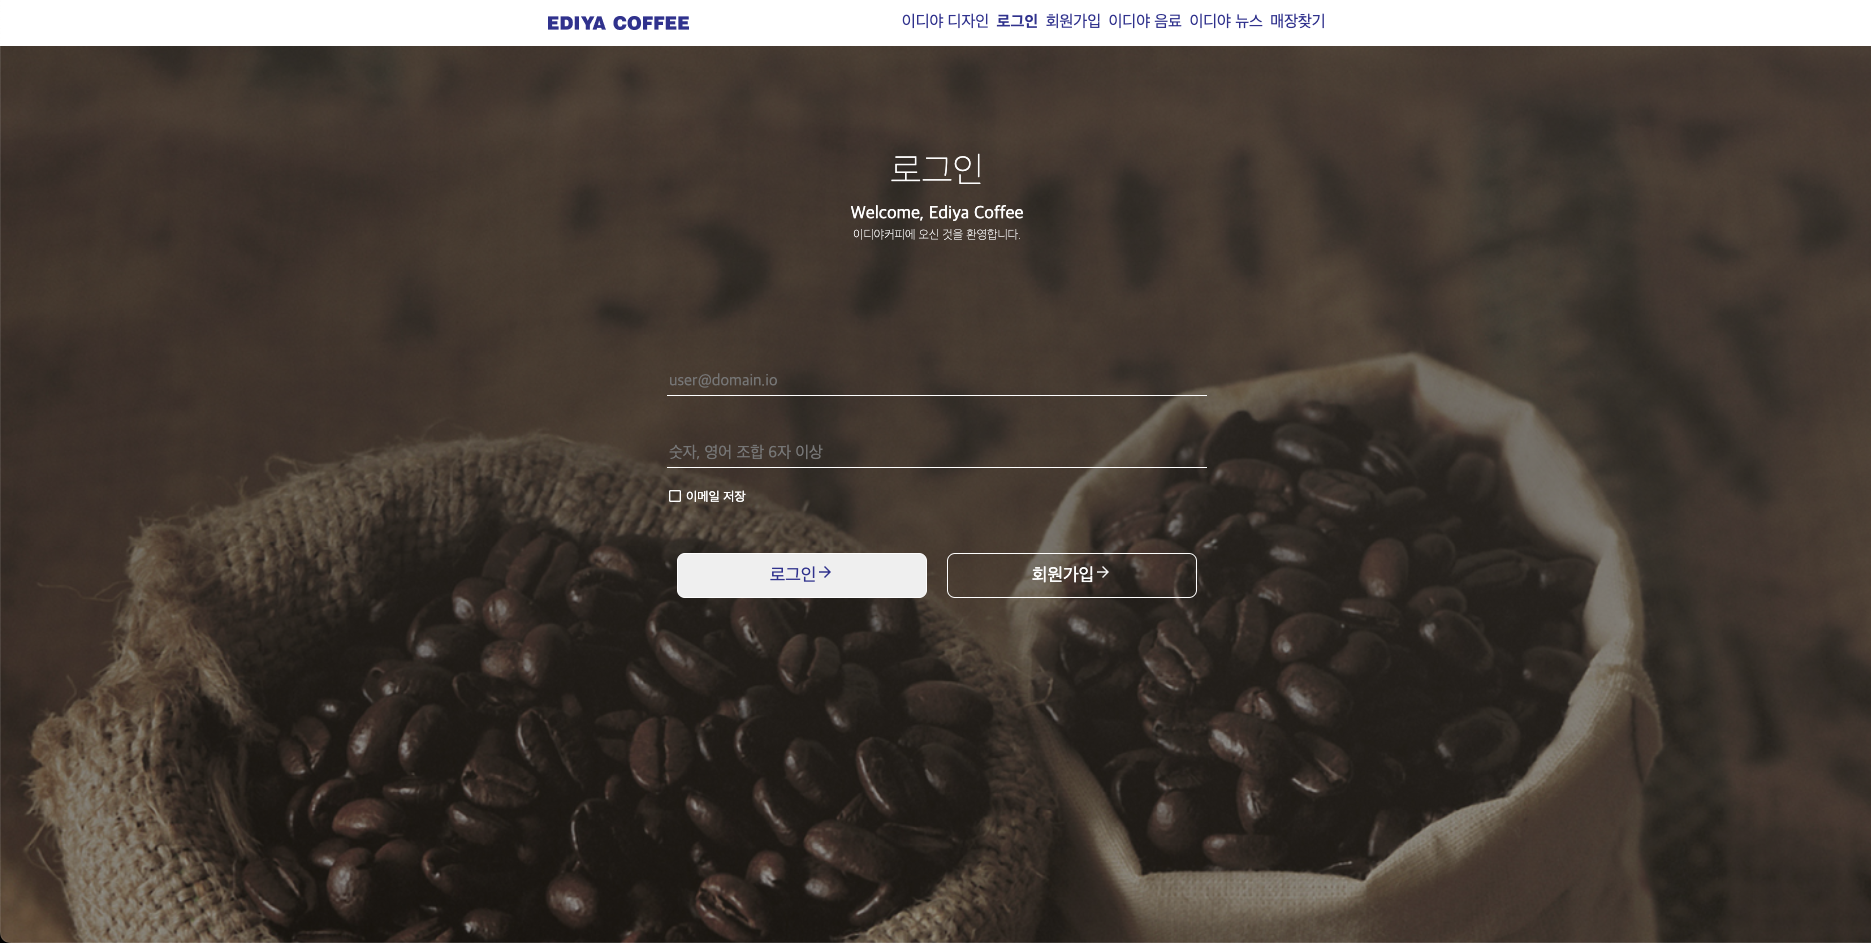 EDIYA COFFEE
이디야 디자인 로그인 회원가입 이디야 음료 이디야 뉴스 매장찾기
로그인
Welcome, Ediya Coffee
이디야커피에 오신 것을 환영합니다.
user@domain.io
숫자, 영어 조합 6자 이상
이메일 저장
로그인→ 회원가입→